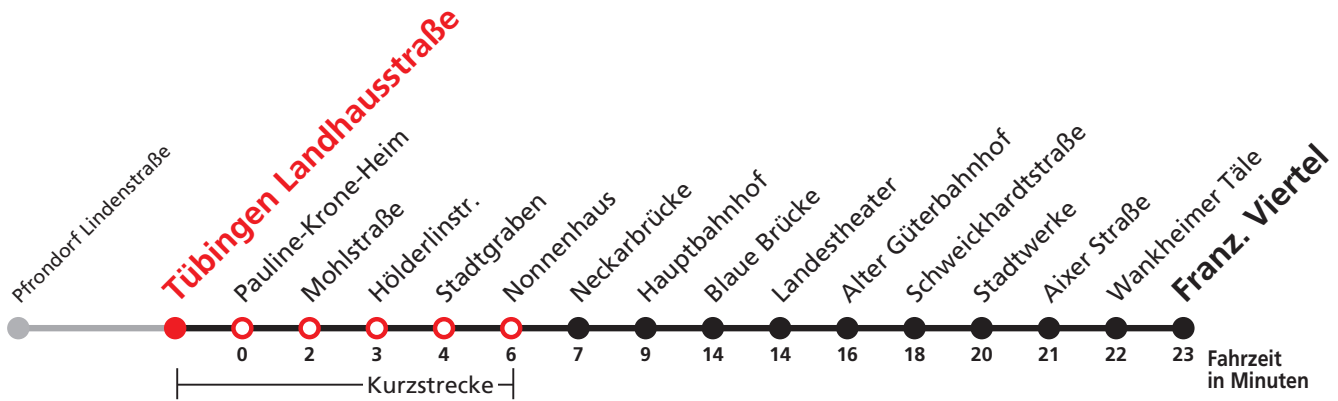 Pfrondorf Lindenstraße
Tübingen Landhausstraße
Pauline-Krone-Heim
Mohlstraße
Hölderlinstr.
Stadtgraben
Nonnenhaus
Neckarbrücke
Hauptbahnhof
Blaue Brücke
Landestheater
Alter Güterbahnhof
Schweickhardtstraße
Stadtwerke
Aixer Straße
Wankheimer Täle
Franz. Viertel
0 2 3 4 6 7 9 14 14 16 18 20 21 22 23
Fahrzeit
in Minuten
Kurzstrecke